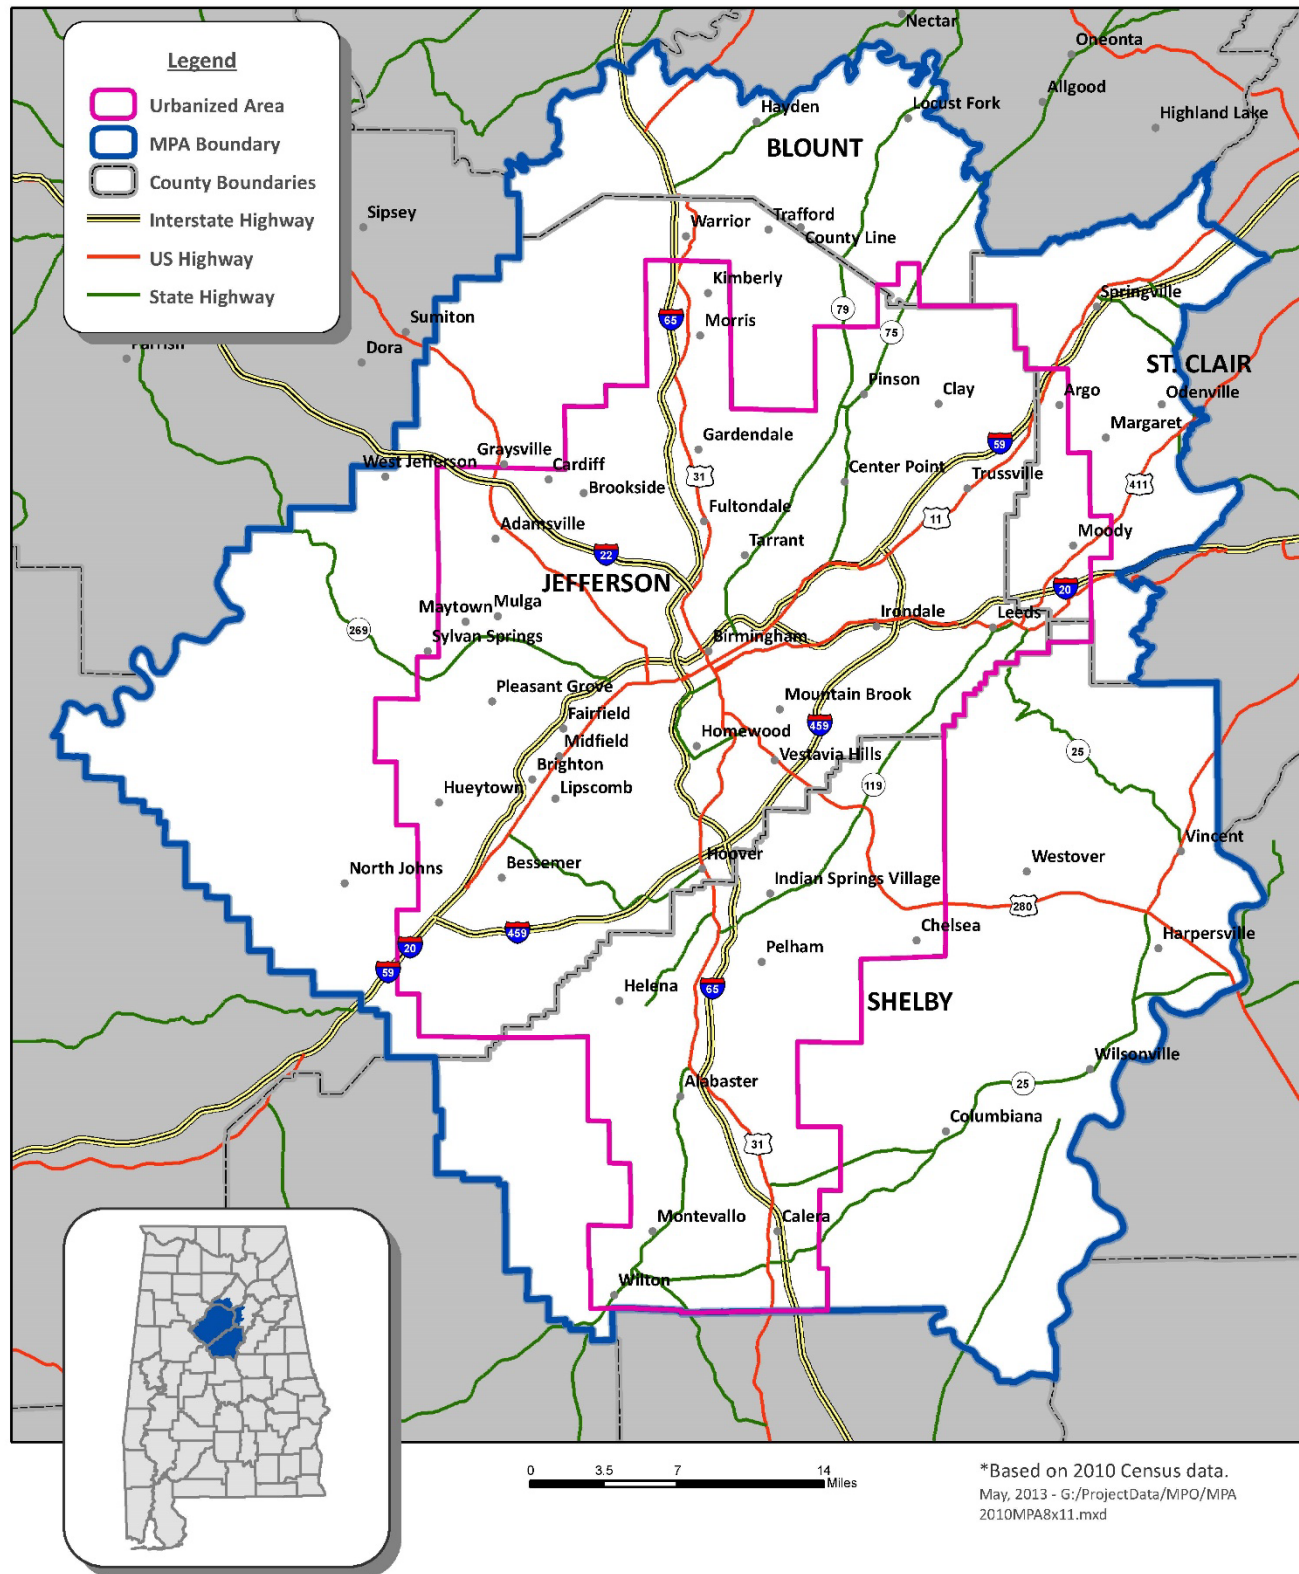 Legend
Urbanized Area
MPA Boundary
County Boundaries
Interstate Highway
US Highway
State Highway
Nectar
Oneonta
Allgood
Highland Lake
Hayden
Locust Fork
BLOUNT
Sipsey
Warrior
Trafford
County Line
Kimberly
Springville
65
Morris
79
75
Sumiton
Dora
Parrish
ST. CLAIR
Pinson
Clay
Argo
Odenville
Margaret
Gardendale
59
Graysville
West Jefferson
Cardiff
Brookside
31
Center Point
Trussville
411
Fultondale
11
Adamsville
Tarrant
Moody
22
JEFFERSON
20
Maytown
Mulga
Irondale
Leeds
269
Sylvan Springs
Birmingham
Pleasant Grove
Mountain Brook
Fairfield
459
Homewood
Midfield
Vestavia Hills
25
Brighton
119
Hueytown
Lipscomb
Vincent
North Johns
Bessemer
Hoover
Westover
Indian Springs Village
280
Chelsea
459
20
Pelham
Harpersville
59
Helena
65
SHELBY
Wilsonville
Alabaster
25
Columbiana
31
Montevallo
Calera
Wilton
0
3.5
7
14
Miles
*Based on 2010 Census data.
May, 2013 - G:/ProjectData/MPO/MPA
2010MPA8x11.mxd